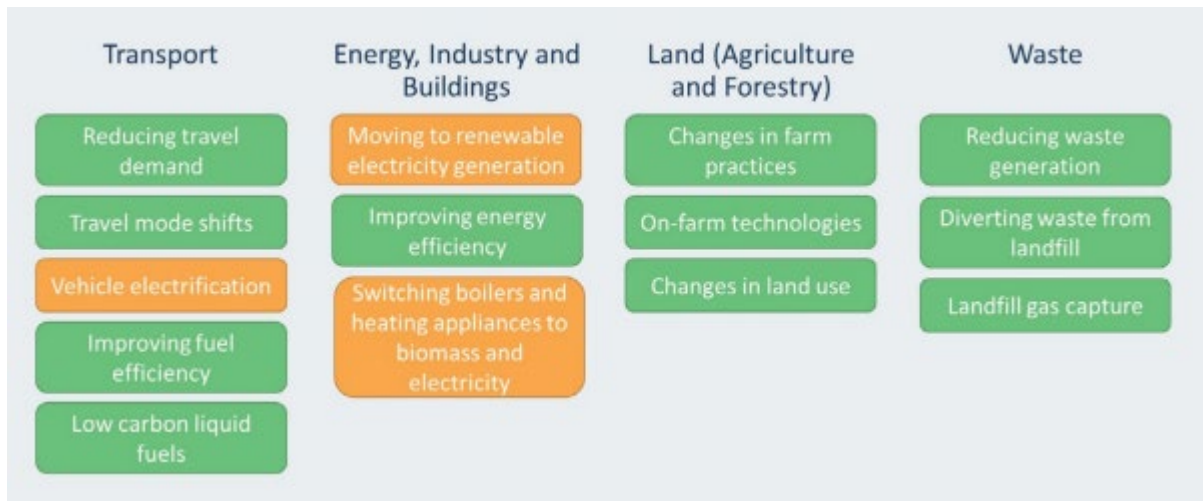 Transport
Reducing travel
demand
Travel mode shifts
Vehicle electrification
Improving fuel
efficiency
Low carbon liquid
fuels
Energy, Industry and
Buildings
Moving to renewable
electricity generation
Improving energy
efficiency
Switching boilers and
heating appliances to
biomass and
electricity
Land (Agriculture
and Forestry)
Changes in farm
practices
On-farm technologies
Changes in land use
Waste
Reducing waste
generation
Diverting waste from
landfill
Landfill gas capture